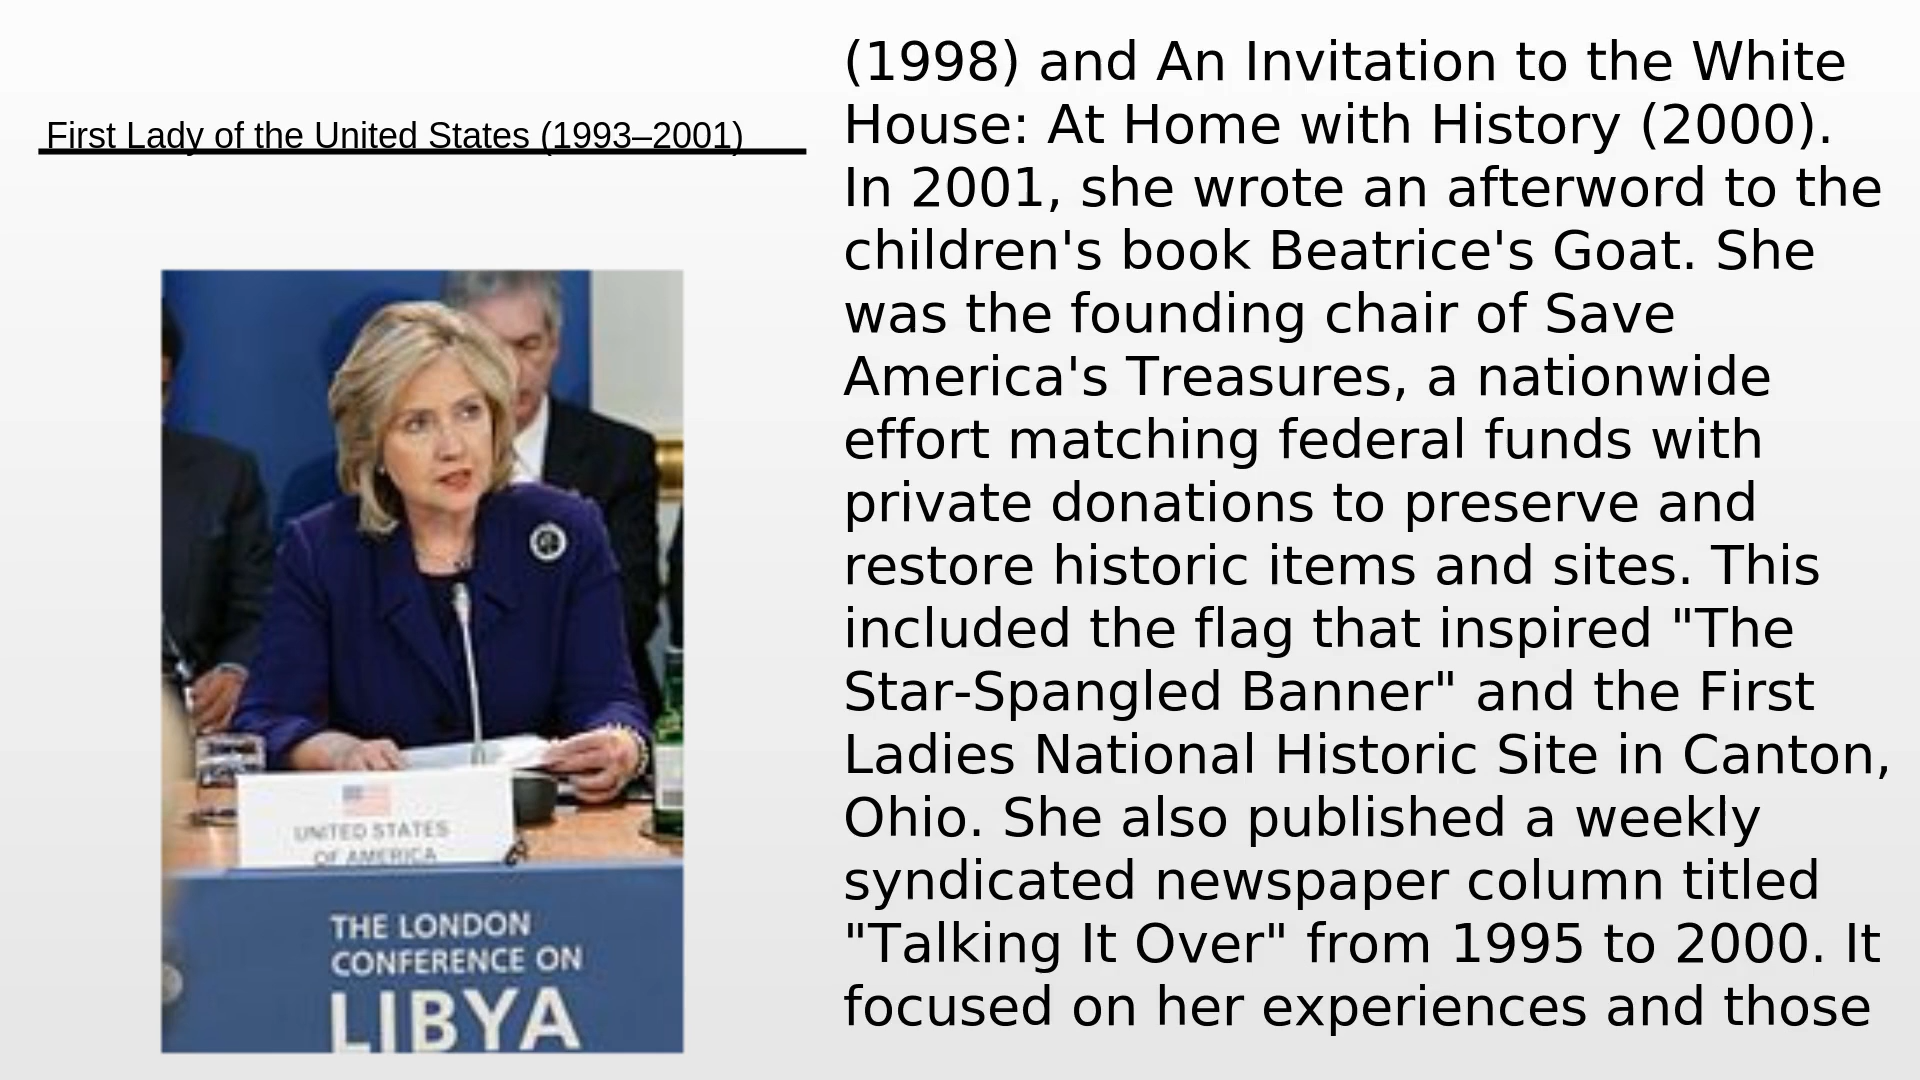 First Lady of the United States (1993–2001)
UNITED STATES
OF AMERICA
THE LONDON
CONFERENCE ON
LIBYA
(1998) and An Invitation to the White
House: At Home with History (2000).
In 2001, she wrote an afterword to the
children's book Beatrice's Goat. She
was the founding chair of Save
America's Treasures, a nationwide
effort matching federal funds with
private donations to preserve and
restore historic items and sites. This
included the flag that inspired "The
Star-Spangled Banner" and the First
Ladies National Historic Site in Canton,
Ohio. She also published a weekly
syndicated newspaper column titled
"Talking It Over" from 1995 to 2000. It
focused on her experiences and those